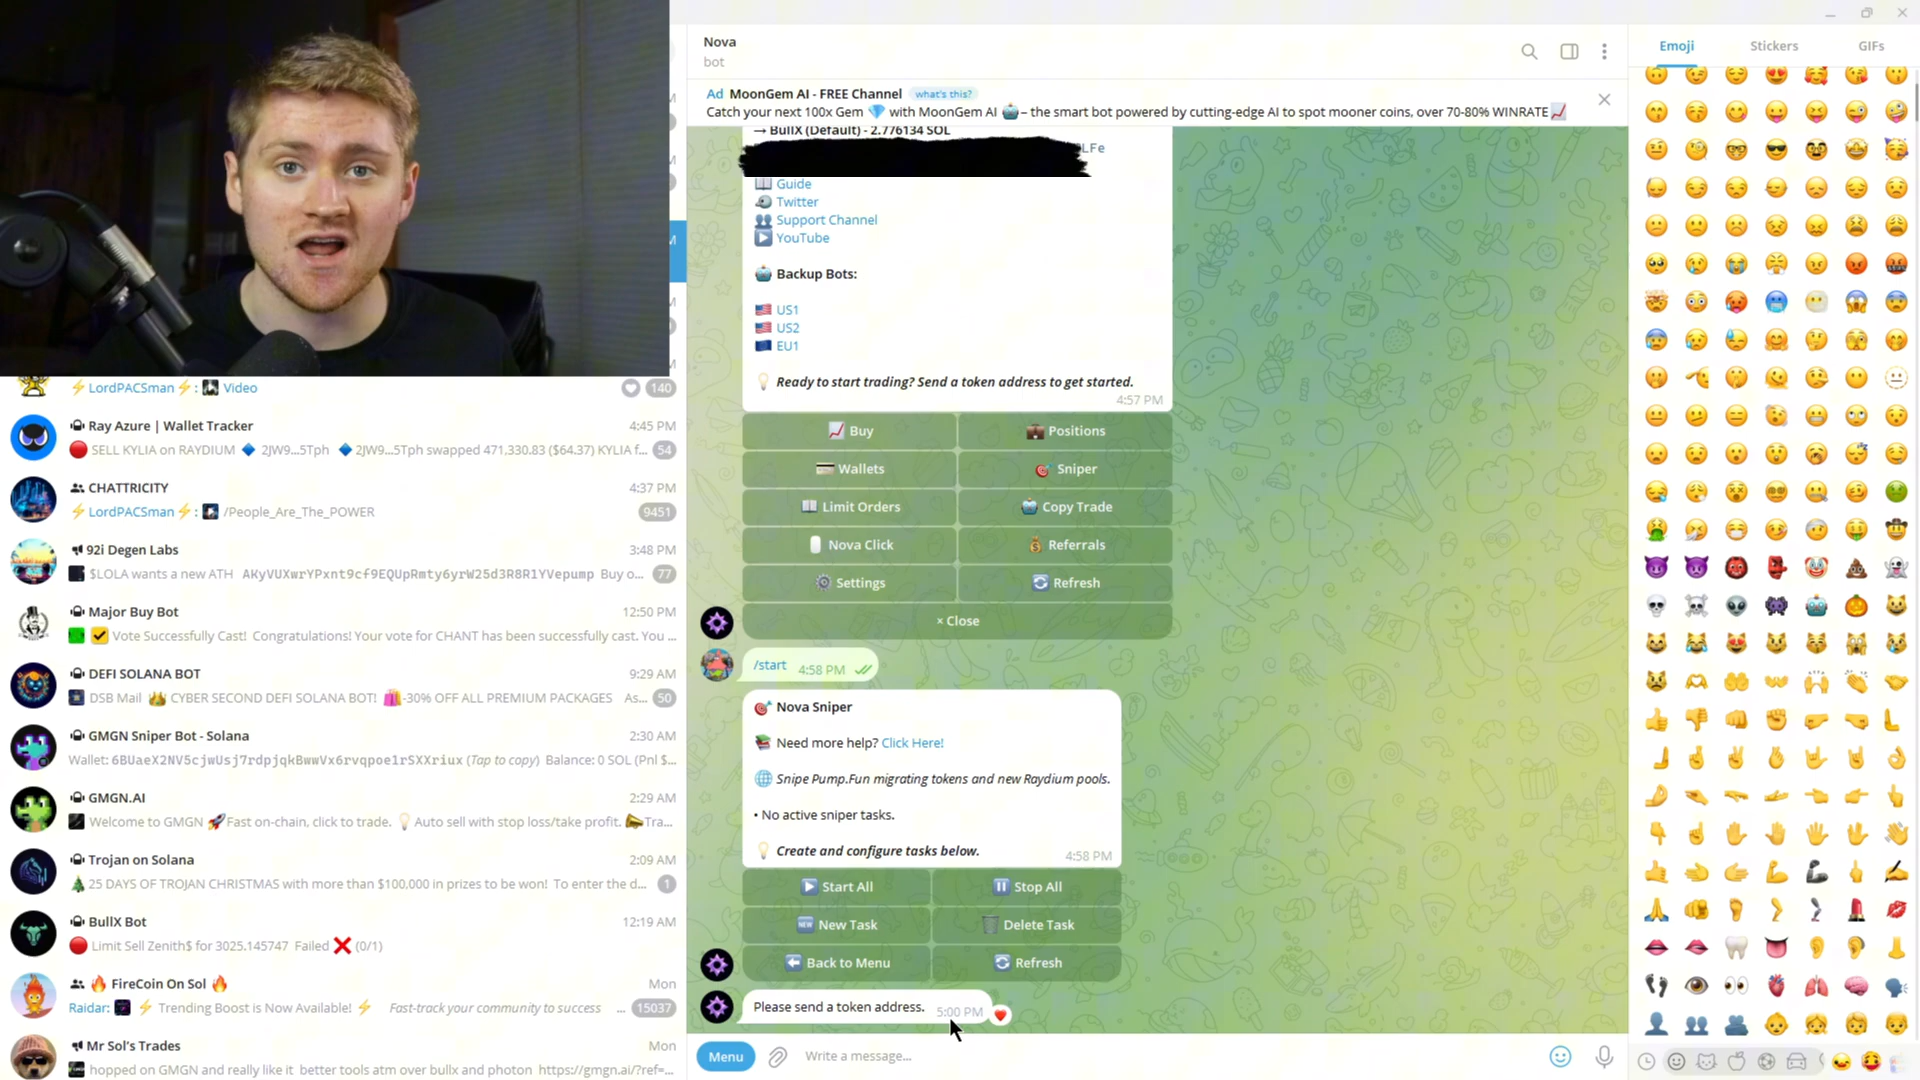 ⚡ LordPACSman ⚡: Video
140
Ray Azure | Wallet Tracker
4:45 PM
SELL KYLIA on RAYDIUM 🔷 2JW9...5Tph 🔷 2JW9...5Tph swapped 471,330.83 ($64.37) KYLIA f...
54
CHATTRICITY
4:37 PM
⚡ LordPACSman ⚡: /People_Are_The_POWER
9451
92i Degen Labs
3:48 PM
$LOLA wants a new ATH AKyVUXwrYPxnt9cf9EQUpRmty6yrW25d3R8R1YVepump Buy o...
77
Major Buy Bot
12:50 PM
Vote Successfully Cast! Congratulations! Your vote for CHANT has been successfully cast. You ...
DEFI SOLANA BOT
9:29 AM
DSB Mail 👑 CYBER SECOND DEFI SOLANA BOT! 🛍️-30% OFF ALL PREMIUM PACKAGES As...
50
GMGN Sniper Bot - Solana
2:30 AM
Wallet: 6BUaeX2NV5cjwUsj7rdpjqkBwwVx6rvqpoe1rSXXriux (Tap to copy) Balance: 0 SOL (Pnl $...
GMGN.AI
2:29 AM
Welcome to GMGN 🚀Fast on-chain, click to trade. 💡 Auto sell with stop loss/take profit. 📣Tra...
Trojan on Solana
2:09 AM
🎄 25 DAYS OF TROJAN CHRISTMAS with more than $100,000 in prizes to be won! To enter the d...
1
BullX Bot
12:19 AM
🔴 Limit Sell Zenith$ for 3025.145747 Failed ❌ (0/1)
🔥 FireCoin On Sol 🔥
Mon
Raidar: ⚡ Trending Boost is Now Available! ⚡ Fast-track your community to success ...
15037
Mr Sol's Trades
Mon
hopped on GMGN and really like it better tools atm over bullx and photon https://gmgn.ai/?ref=...
Nova
bot
Ad MoonGem AI - FREE Channel what's this?
Catch your next 100x Gem 💎 with MoonGem AI 🤖 – the smart bot powered by cutting-edge AI to spot mooner coins, over 70-80% WINRATE 📈
→ BullX (Default) - 2.776134 SOL
LFe
📖 Guide
🐦 Twitter
👥 Support Channel
▶️ YouTube
🤖 Backup Bots:
🇺🇸 US1
🇺🇸 US2
🇪🇺 EU1
💡 Ready to start trading? Send a token address to get started.
4:57 PM
📈 Buy
💼 Positions
💳 Wallets
🎯 Sniper
📖 Limit Orders
🤖 Copy Trade
Nova Click
💰 Referrals
⚙️ Settings
🔄 Refresh
× Close
/start 4:58 PM
🎯 Nova Sniper
📚 Need more help? Click Here!
🌐 Snipe Pump.Fun migrating tokens and new Raydium pools.
• No active sniper tasks.
💡 Create and configure tasks below.
4:58 PM
▶️ Start All
⏸️ Stop All
🆕 New Task
🗑️ Delete Task
⬅️ Back to Menu
🔄 Refresh
Please send a token address. 5:00 PM
Menu
Write a message...
Emoji
Stickers
GIFs